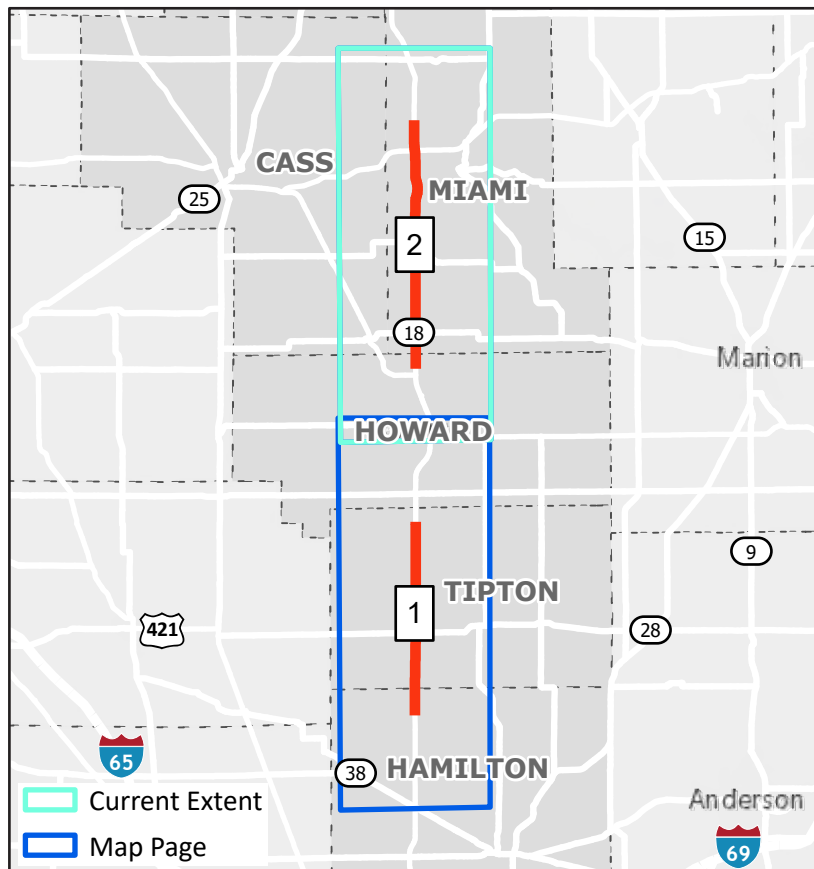 CASS
25
MIAMI
2
15
18
Marion
HOWARD
9
TIPTON
1
421
28
65
38
HAMILTON
Current Extent
Anderson
Map Page
69